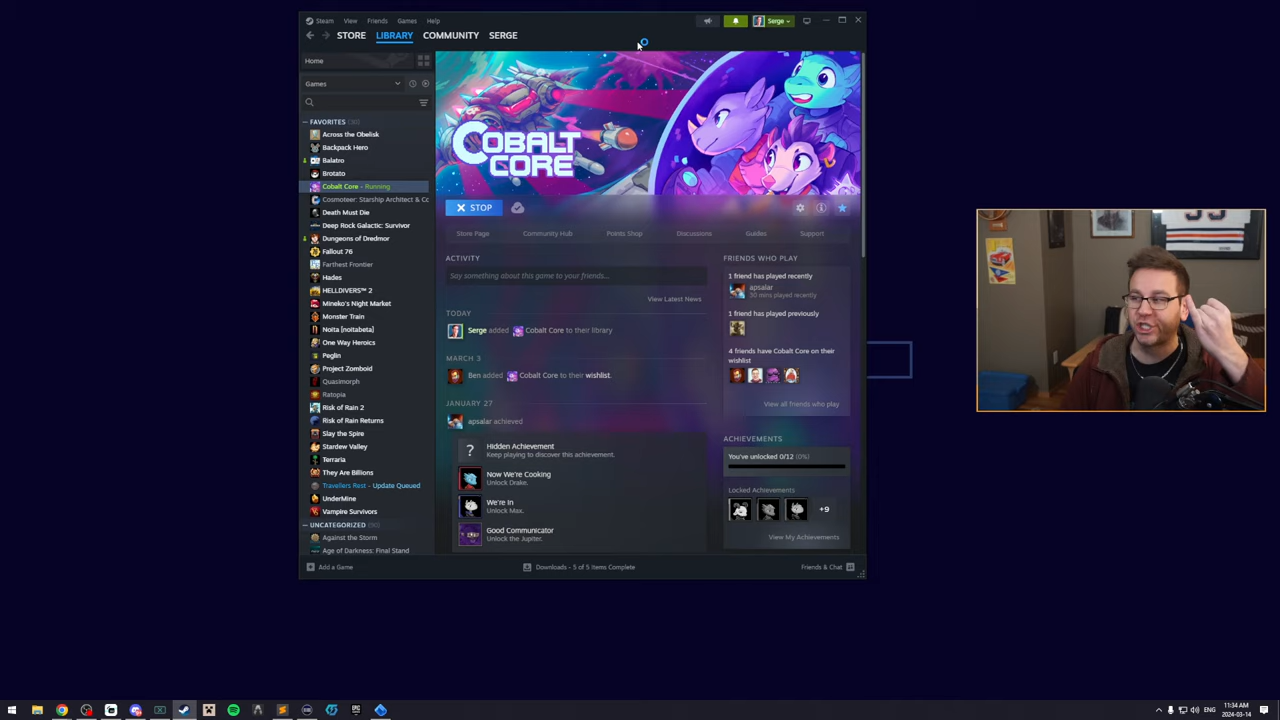 Steam View Friends Games Help Serge
STORE LIBRARY COMMUNITY SERGE
Home
Games
FAVORITES (30)
Across the Obelisk
Backpack Hero
Balatro
Brotato
Cobalt Core - Running
Cosmoteer: Starship Architect & Co
Death Must Die
Deep Rock Galactic: Survivor
Dungeons of Dredmor
Fallout 76
Farthest Frontier
Hades
HELLDIVERS™ 2
Mineko's Night Market
Monster Train
Noita [noitabeta]
One Way Heroics
Peglin
Project Zomboid
Quasimorph
Ratopia
Risk of Rain 2
Risk of Rain Returns
Slay the Spire
Stardew Valley
Terraria
They Are Billions
Travellers Rest - Update Queued
UnderMine
Vampire Survivors
UNCATEGORIZED
Against the Storm
Age of Darkness: Final Stand
Add a Game
COBALT
CORE
STOP
Store Page Community Hub Points Shop Discussions Guides Support
ACTIVITY
Say something about this game to your friends...
View Latest News
TODAY
Serge added Cobalt Core to their library
MARCH 3
Ben added Cobalt Core to their wishlist.
JANUARY 27
apsalar achieved
?
Hidden Achievement
Keep playing to discover this achievement.
Now We're Cooking
Unlock Drake.
We're In
Unlock Max.
Good Communicator
Unlock the Jupiter.
FRIENDS WHO PLAY
1 friend has played recently
apsalar
30 mins played recently
1 friend has played previously
4 friends have Cobalt Core on their
wishlist
View all friends who play
ACHIEVEMENTS
You've unlocked 0/12 (0%)
Locked Achievements
+9
View My Achievements
Downloads - 5 of 5 Items Complete
Friends & Chat
ENG
11:34 AM
2024-03-14